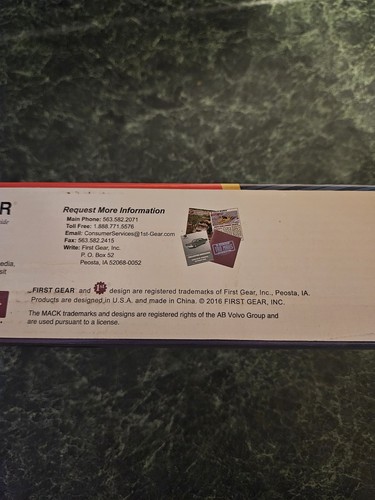 R
Request More Information
Main Phone: 563.582.2071
Toll Free: 1.888.771.5576
Email: ConsumerServices@1st-Gear.com
Fax: 563.582.2415
Write: First Gear, Inc.
P. O. Box 52
Peosta, IA 52068-0052
edia,
sit
FIRST GEAR and 1st design are registered trademarks of First Gear, Inc., Peosta, IA.
Products are designed in U.S.A. and made in China. © 2016 FIRST GEAR, INC.
The MACK trademarks and designs are registered rights of the AB Volvo Group and
are used pursuant to a license.